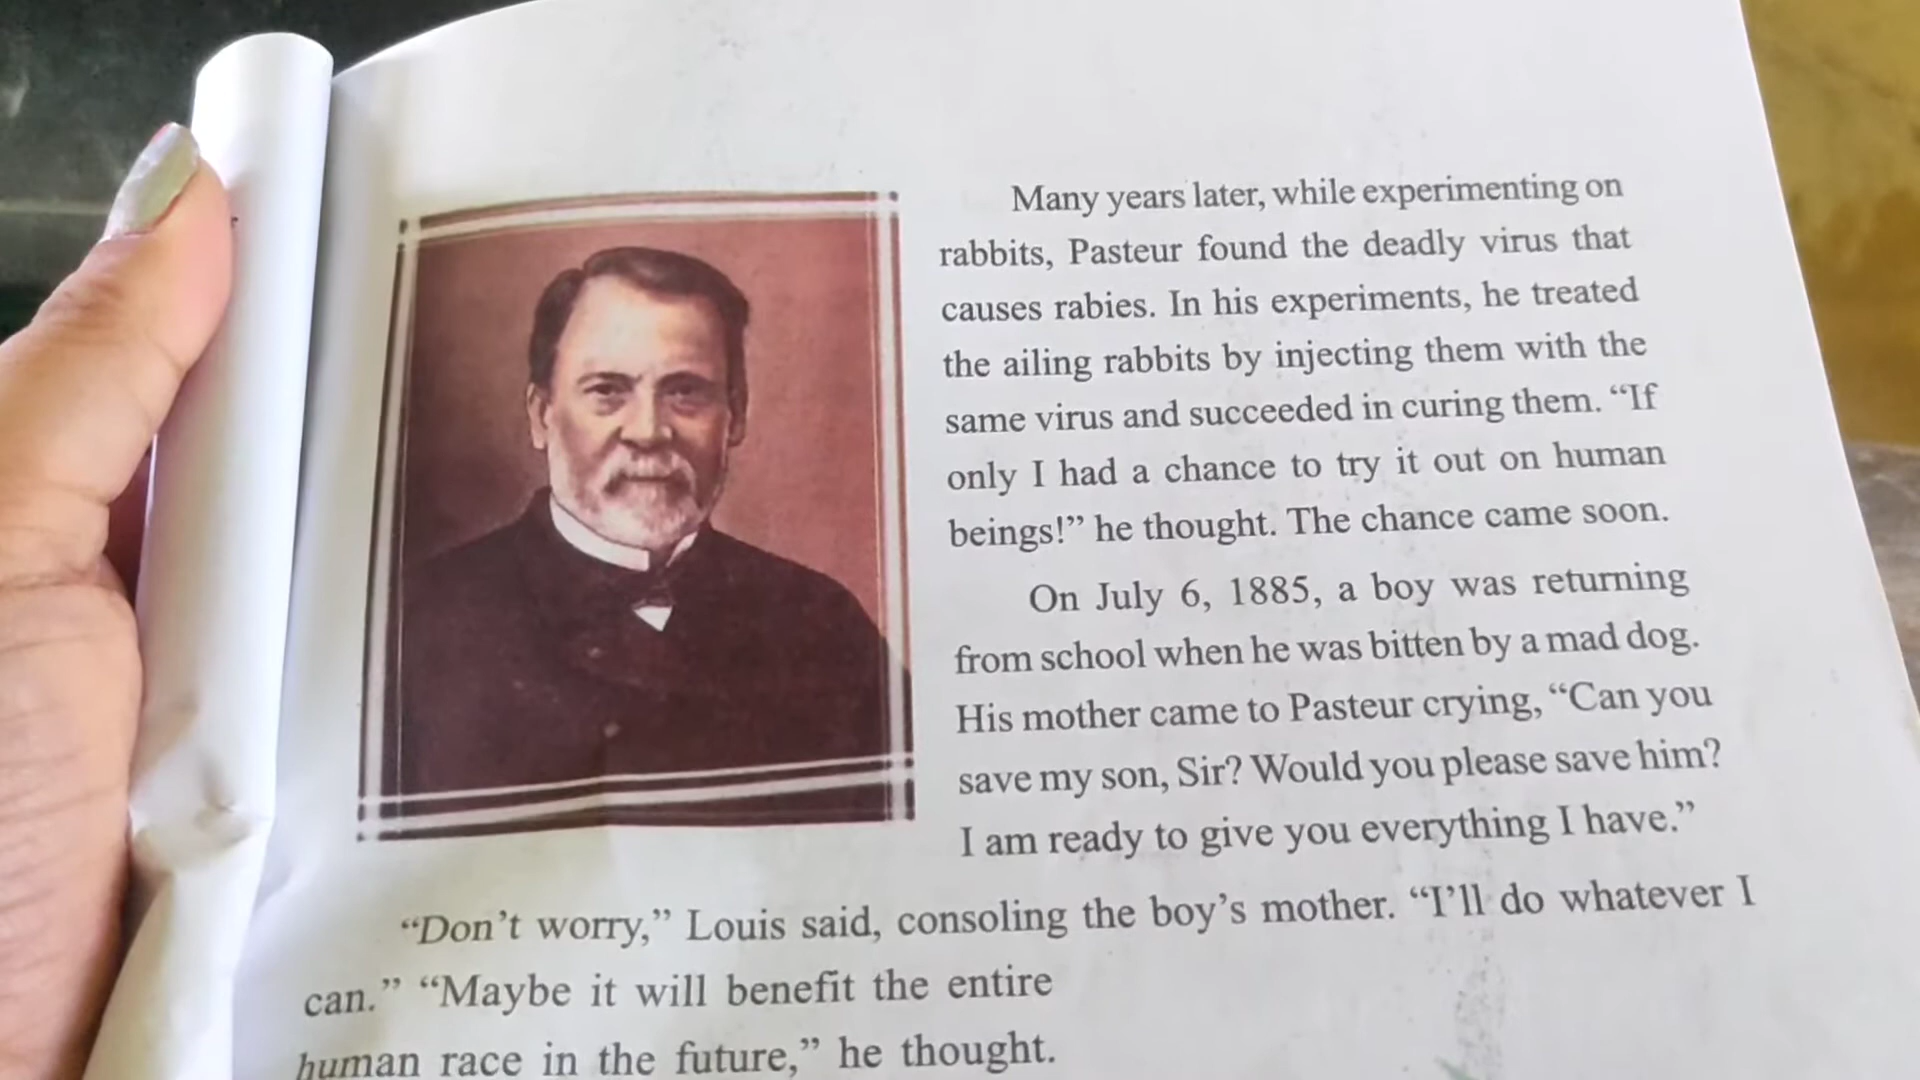 Many years later, while experimenting on
rabbits, Pasteur found the deadly virus that
causes rabies. In his experiments, he treated
the ailing rabbits by injecting them with the
same virus and succeeded in curing them. “If
only I had a chance to try it out on human
beings!” he thought. The chance came soon.
On July 6, 1885, a boy was returning
from school when he was bitten by a mad dog.
His mother came to Pasteur crying, “Can you
save my son, Sir? Would you please save him?
I am ready to give you everything I have.”
“Don’t worry,” Louis said, consoling the boy’s mother. “I’ll do whatever I
can.” “Maybe it will benefit the entire
human race in the future,” he thought.